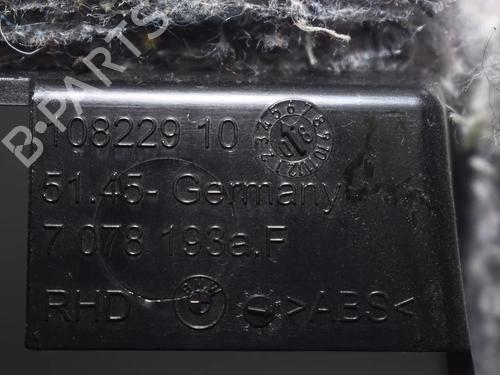 108229 10
51.45- Germany
7 078 193a.F
RHD >ABS<
B-PARTS